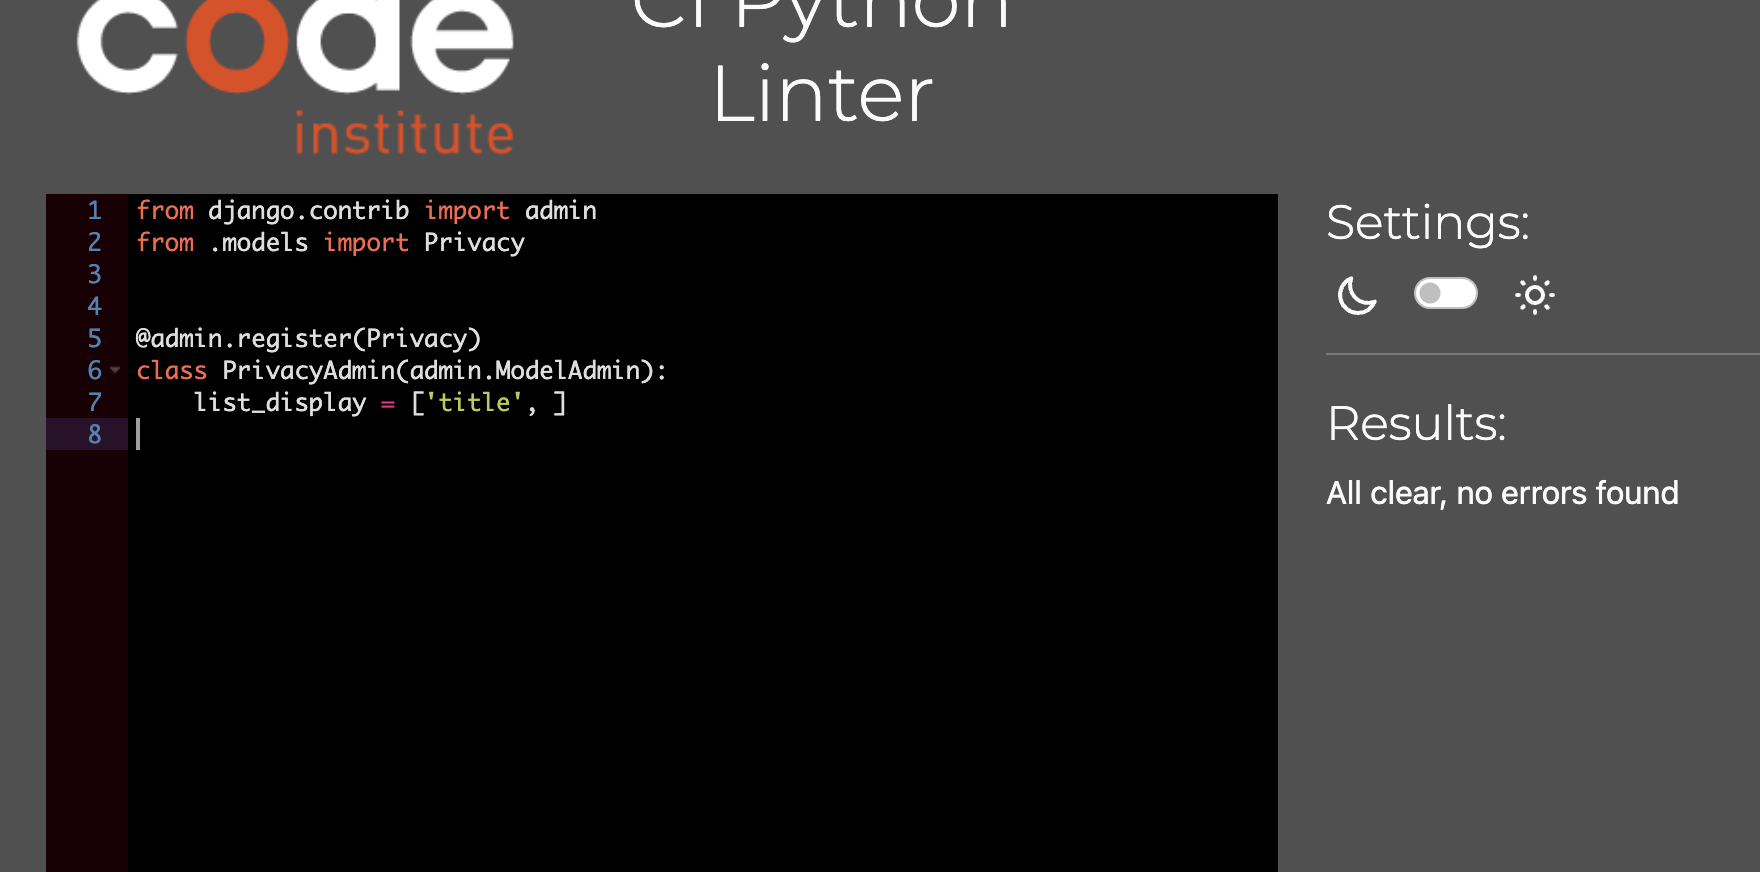 code
institute
CI Python
Linter
1 from django.contrib import admin
2 from .models import Privacy
3
4
5 @admin.register(Privacy)
6 class PrivacyAdmin(admin.ModelAdmin):
7     list_display = ['title', ]
8
Settings:
Results:
All clear, no errors found